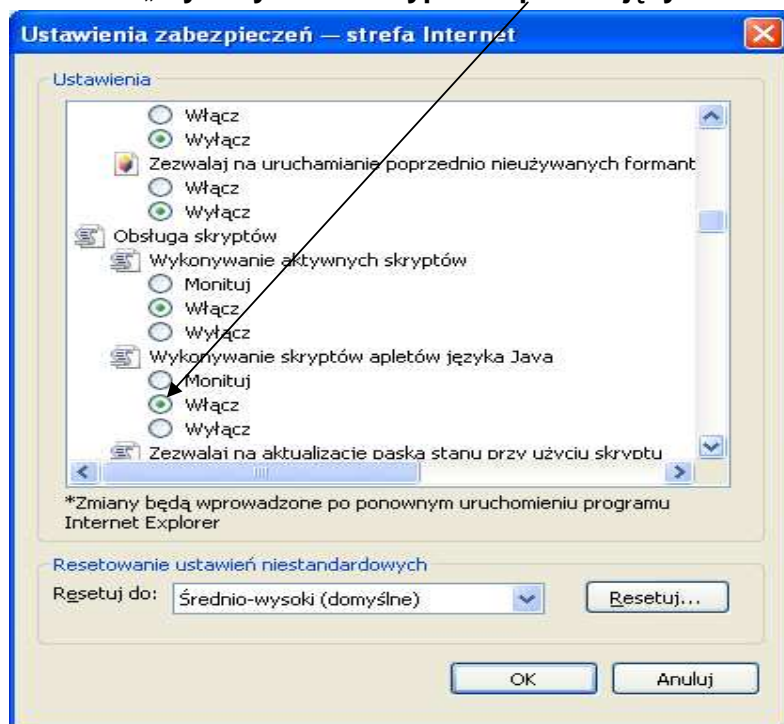 Ustawienia zabezpieczeń — strefa Internet
Ustawienia
Włącz
Wyłącz
Zezwalaj na uruchamianie poprzednio nieużywanych formant
Włącz
Wyłącz
Obsługa skryptów
Wykonywanie aktywnych skryptów
Monituj
Włącz
Wyłącz
Wykonywanie skryptów apletów języka Java
Monituj
Włącz
Wyłącz
Zezwalaj na aktualizację paska stanu przy użyciu skryptu
*Zmiany będą wprowadzone po ponownym uruchomieniu programu
Internet Explorer
Resetowanie ustawień niestandardowych
Resetuj do: Średnio-wysoki (domyślne) Resetuj...
OK Anuluj